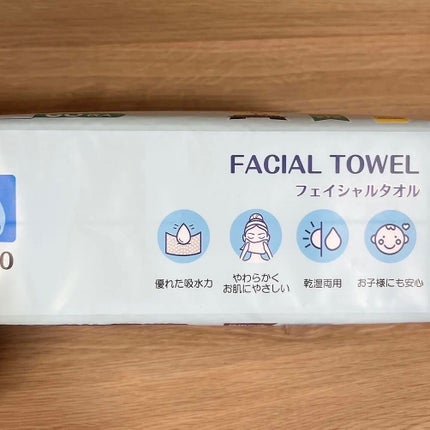 FACIAL TOWEL
フェイシャルタオル
優れた吸水力
やわらかく
お肌にやさしい
乾湿両用
お子様にも安心
0